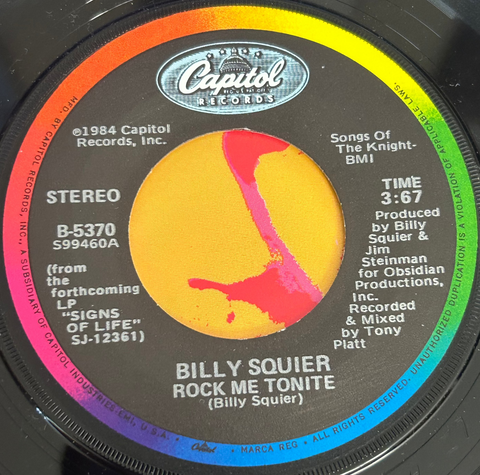 Capitol
RECORDS
℗1984 Capitol
Records, Inc.
Songs Of
The Knight-
BMI
STEREO
TIME
3:67
B-5370
S99460A
Produced
by Billy
Squier &
Jim
Steinman
for Obsidian
Productions,
Inc.
Recorded
& Mixed
by Tony
Platt
(from
the
forthcoming
LP
"SIGNS
OF LIFE"
SJ-12361)
BILLY SQUIER
ROCK ME TONITE
(Billy Squier)
MFD. BY CAPITOL RECORDS, INC., A SUBSIDIARY OF CAPITOL INDUSTRIES-EMI, U.S.A.
Capitol
MARCA REG • ALL RIGHTS RESERVED. UNAUTHORIZED DUPLICATION IS A VIOLATION OF APPLICABLE LAWS.